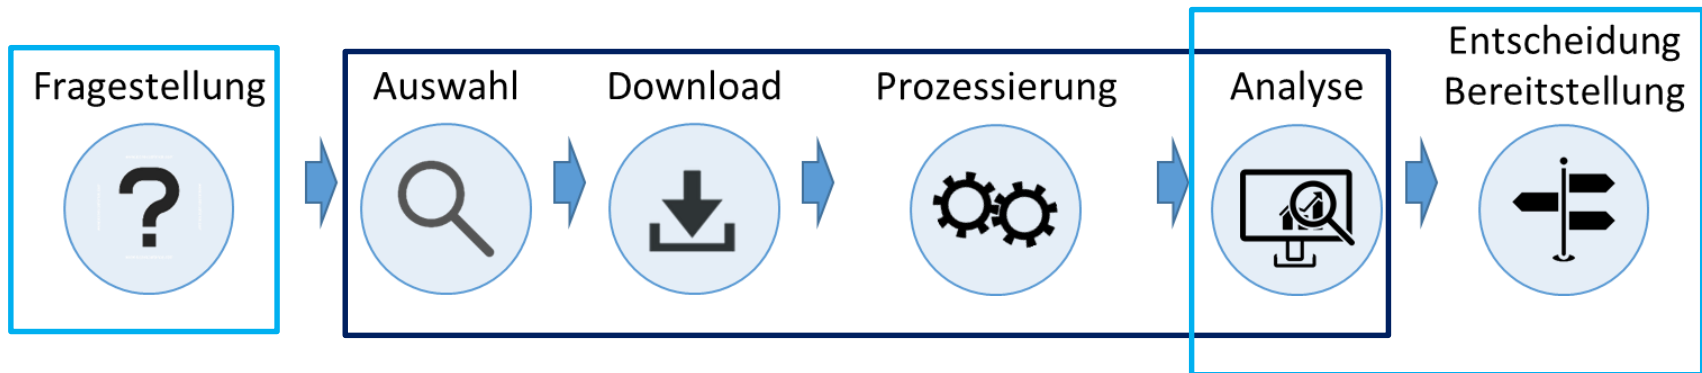 Fragestellung
Auswahl
Download
Prozessierung
Analyse
Entscheidung
Bereitstellung